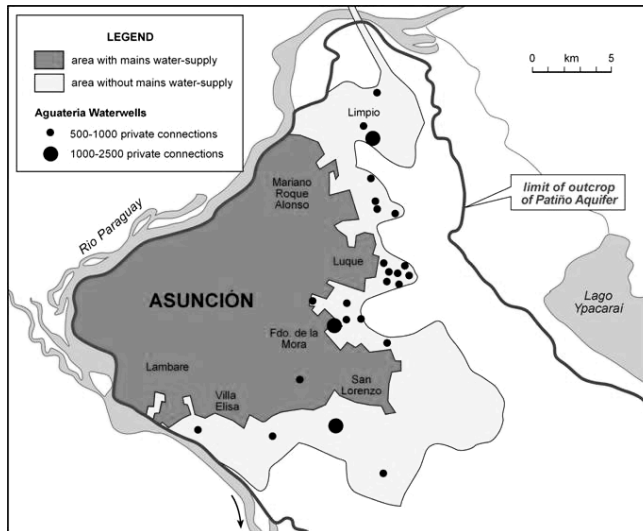 LEGEND
area with mains water-supply
area without mains water-supply
Aguateria Waterwells
500-1000 private connections
1000-2500 private connections
0 km 5
Limpio
Mariano
Roque
Alonso
limit of outcrop
of Patiño Aquifer
Rio Paraguay
Luque
Lago
Ypacaraí
ASUNCIÓN
Fdo. de la
Mora
Lambare
San
Lorenzo
Villa
Elisa